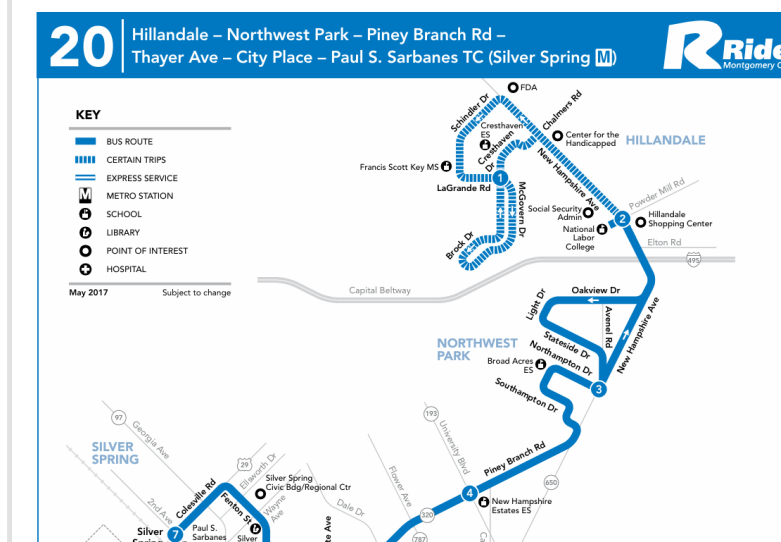 20
Hillandale – Northwest Park – Piney Branch Rd –
Thayer Ave – City Place – Paul S. Sarbanes TC (Silver Spring M)
Ride
Montgomery
KEY
BUS ROUTE
CERTAIN TRIPS
EXPRESS SERVICE
M METRO STATION
SCHOOL
LIBRARY
POINT OF INTEREST
HOSPITAL
May 2017 Subject to change
FDA
Schindler Dr
Chalmers Rd
Cresthaven
ES
Cresthaven
Dr
Center for the
Handicapped
HILLANDALE
Francis Scott Key MS
1
LaGrande Rd
McGovern Dr
New Hampshire Ave
Powder Mill Rd
Social Security
Admin
2
Hillandale
Shopping Center
National
Labor
College
Elton Rd
Brock Dr
495
Capital Beltway
Oakview Dr
Light Dr
Avenel Rd
New Hampshire Ave
Stateside Dr
NORTHWEST
PARK
Northampton Dr
Broad Acres
ES
3
Southampton Dr
97
Georgia Ave
193
University Blvd
SILVER
SPRING
29
Ellsworth Dr
Piney Branch Rd
650
Silver Spring
Civic Bdg/Regional Ctr
Colesville Rd
Fenton St
Wayne
Ave
2nd Ave
Flower Ave
Dale Dr
4
New Hampshire
Estates ES
320
787
7
Paul S.
Sarbanes
Silver
Silver
te Ave
Ca